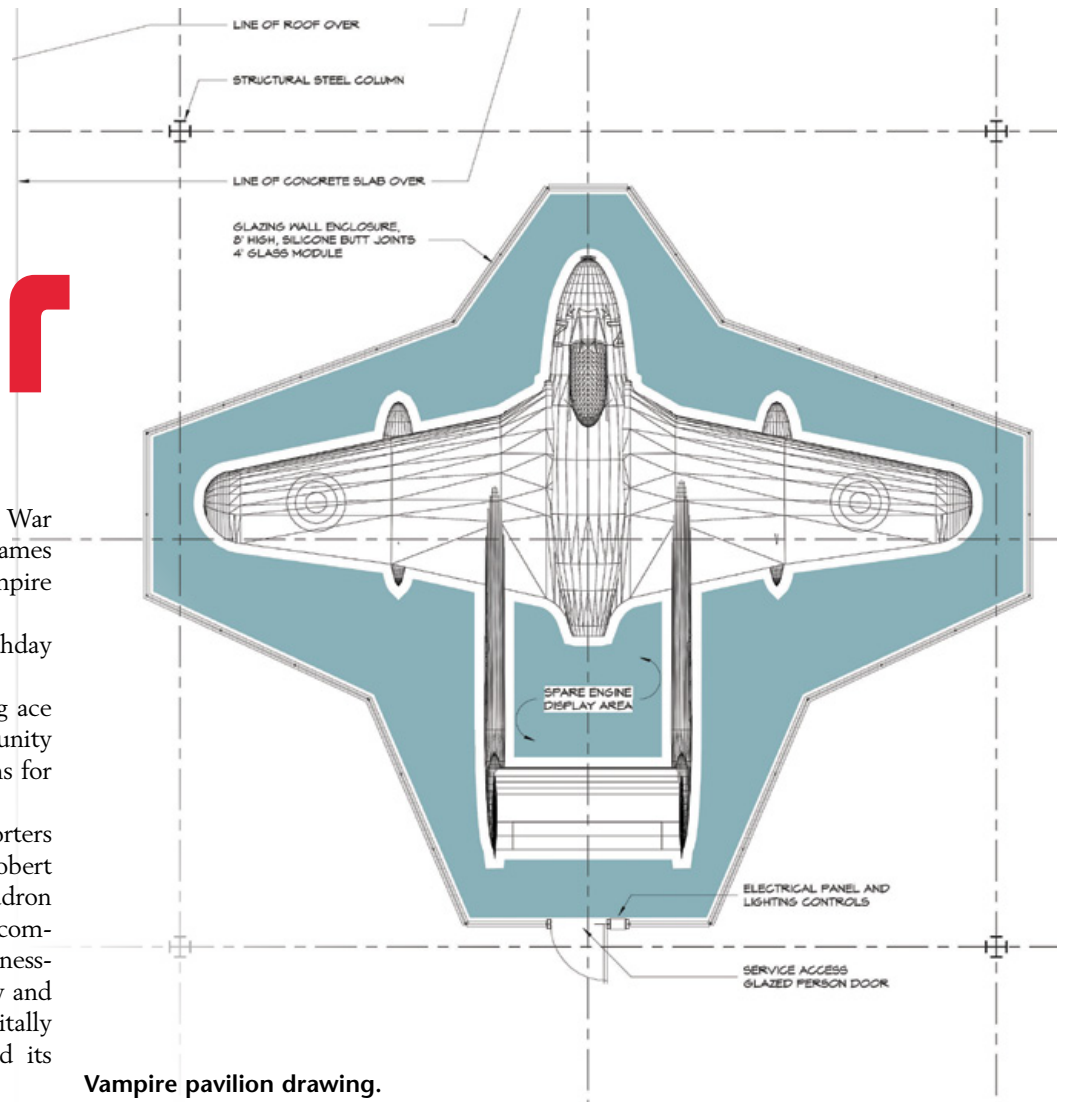 LINE OF ROOF OVER
STRUCTURAL STEEL COLUMN
LINE OF CONCRETE SLAB OVER
GLAZING WALL ENCLOSURE,
8' HIGH, SILICONE BUTT JOINTS
4' GLASS MODULE
r
War
ames
mpire
hday
g ace
unity
ns for
orters
obert
adron
com-
ness-
y and
itally
d its
SPARE ENGINE
DISPLAY AREA
ELECTRICAL PANEL AND
LIGHTING CONTROLS
SERVICE ACCESS
GLAZED PERSON DOOR
Vampire pavilion drawing.